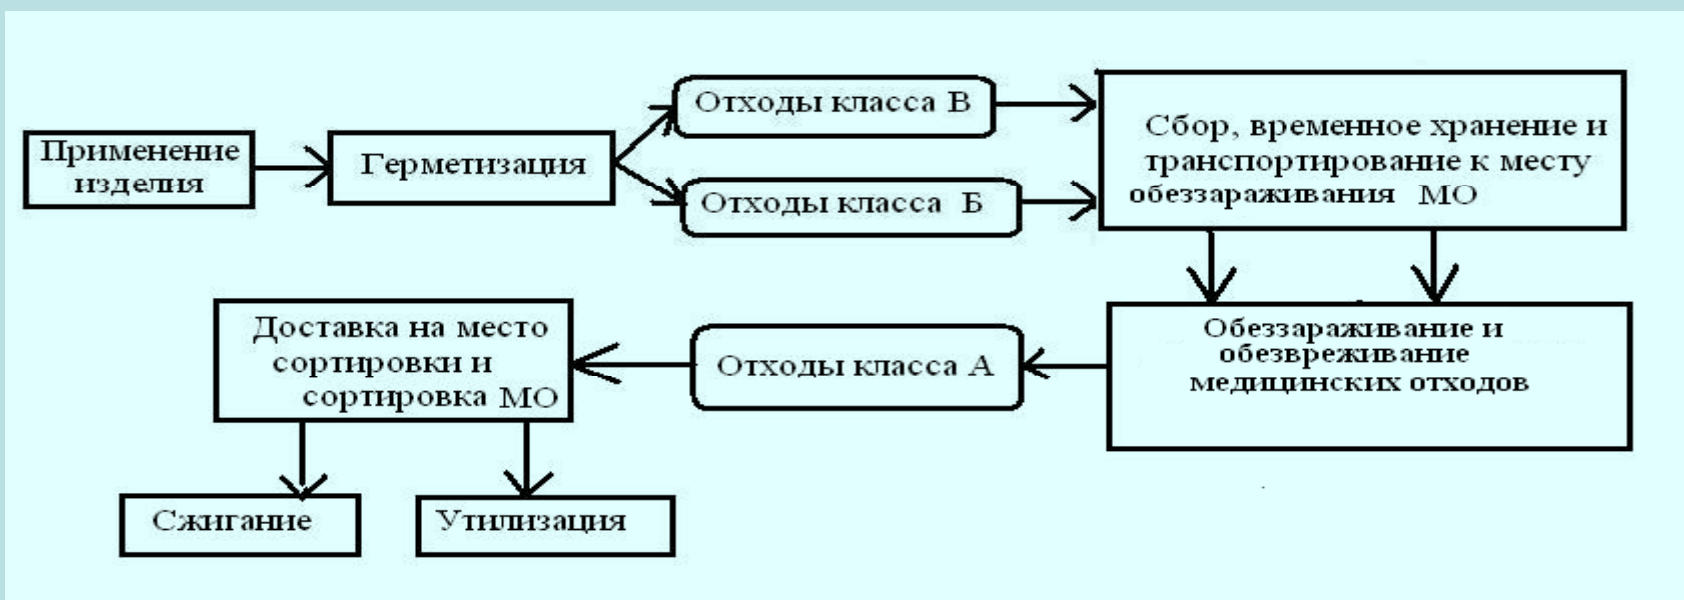 Применение
изделия
Герметизация
Отходы класса В
Отходы класса Б
Сбор, временное хранение и
транспортирование к месту
обеззараживания МО
Обеззараживание и
обезвреживание
медицинских отходов
Отходы класса А
Доставка на место
сортировки и
сортировка МО
Сжигание
Утилизация